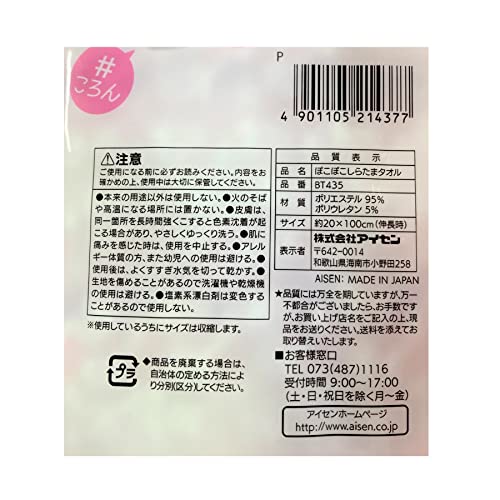 #
ころん
P
4 901105 214377
⚠注意
ご使用になる前に必ずお読みください。内容をお
確かめの上、使用中は大切に保管してください。
●本来の用途以外使用しない。●火のそば
や高温になる場所には置かない。●皮膚は、
同一箇所を長時間強くこすると色素沈着が起
こる場合があり、やさしくゆっくり洗う。●肌に
痛みを感じた時は、使用を中止する。●アレル
ギー体質の方、また幼児への使用は避ける。●
使用後は、よくすすぎ水気を切って乾かす。●
生地を傷めることがあるので洗濯機や乾燥機
の使用は避ける。●塩素系漂白剤は変色する
ことがあるので使用しない。
※使用しているうちにサイズは収縮します。
プラ
●商品を廃棄する場合は、
自治体の定める方法によ
り分別(区分)してください。
品質表示
品名 ぽこぽこしらたまタオル
品番 BT435
材質 ポリエステル 95%
ポリウレタン 5%
サイズ 約20×100cm(伸長時)
表示者 株式会社アイセン
〒642-0014
和歌山県海南市小野田258
AISEN: MADE IN JAPAN
★品質には万全を期していますが、万一
不都合がございましたら、お手数です
が、お買い上げ店名をご記入の上、現
品をお送りください。送料を添えてお
取り替えいたします。
■お客様窓口
TEL 073(487)1116
受付時間 9:00〜17:00
(土・日・祝日を除く月〜金)
アイセンホームページ
http://www.aisen.co.jp